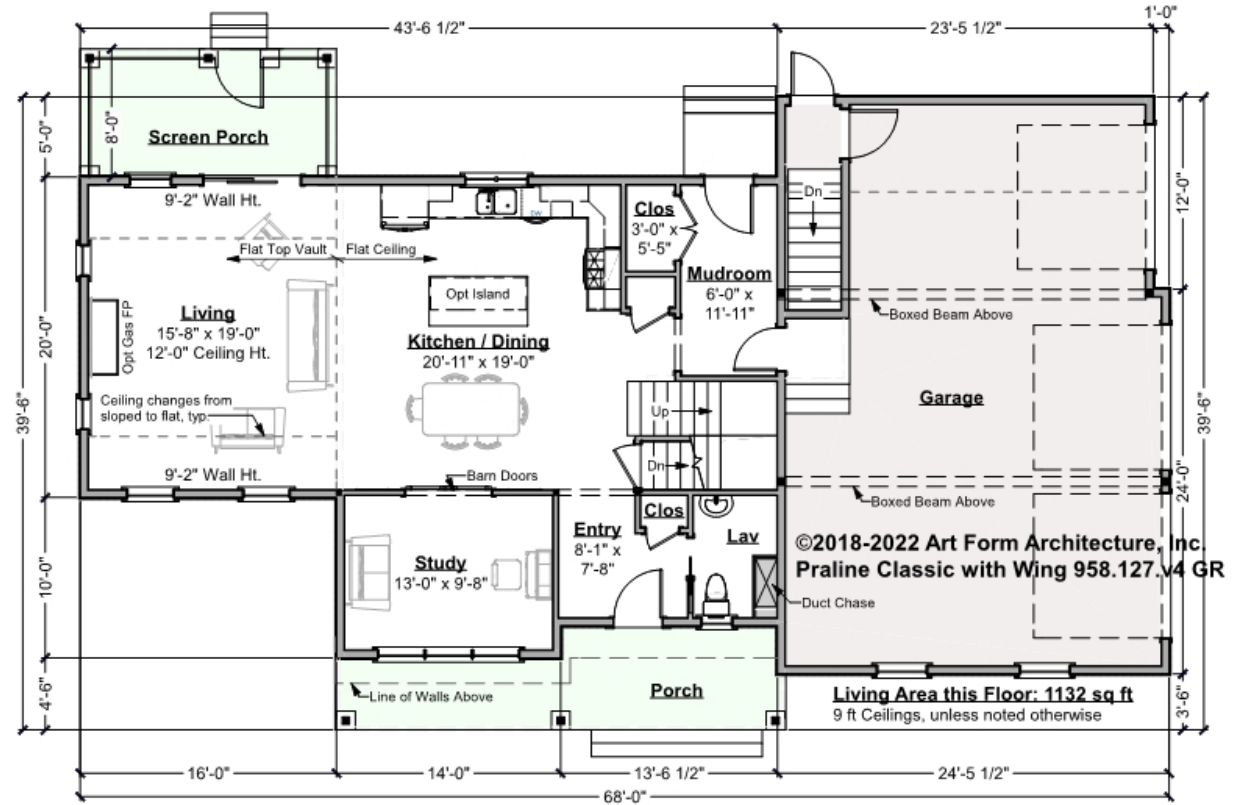 1'-0"
43'-6 1/2"
23'-5 1/2"
5'-0"
8'-0"
Screen Porch
9'-2" Wall Ht.
Flat Top Vault
Flat Ceiling
DW
Clos
3'-0" x
5'-5"
Dn
12'-0"
Mudroom
6'-0" x
11'-11"
Opt Island
Living
15'-8" x 19'-0"
12'-0" Ceiling Ht.
Opt Gas FP
Kitchen / Dining
20'-11" x 19'-0"
Boxed Beam Above
20'-0"
39'-6"
Ceiling changes from
sloped to flat, typ.
Up
Garage
39'-6"
9'-2" Wall Ht.
Barn Doors
Dn
Boxed Beam Above
24'-0"
Clos
Entry
8'-1" x
7'-8"
Lav
©2018-2022 Art Form Architecture, Inc.
Praline Classic with Wing 958.127.v4 GR
Study
13'-0" x 9'-8"
10'-0"
Duct Chase
Line of Walls Above
Porch
4'-6"
Living Area this Floor: 1132 sq ft
9 ft Ceilings, unless noted otherwise
3'-6"
16'-0"
14'-0"
13'-6 1/2"
24'-5 1/2"
68'-0"